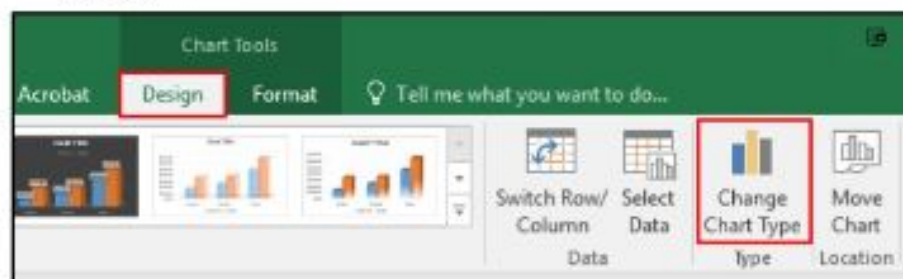 Chart Tools
Acrobat Design Format Tell me what you want to do...
Switch Row/ Select Change Move
Column Data Chart Type Chart
Data Type Location